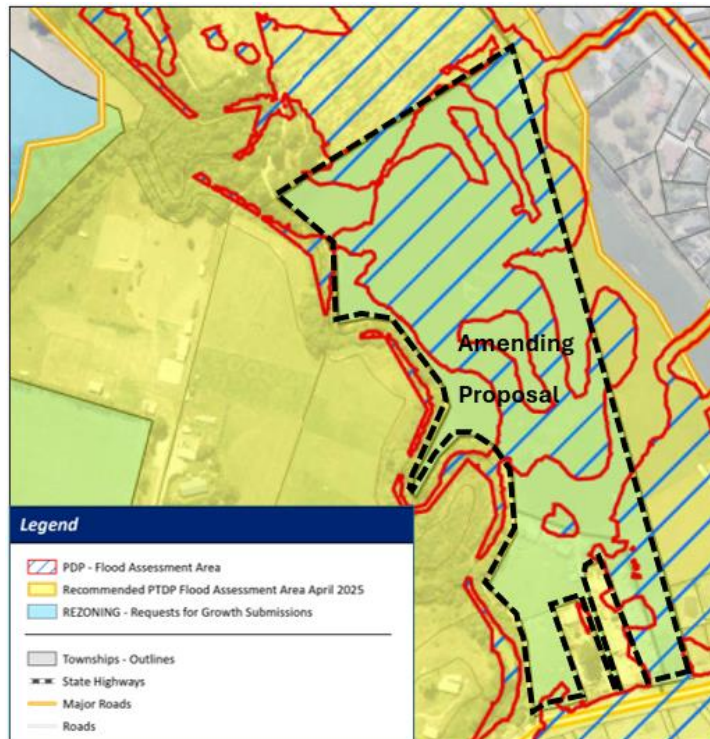 Amending
Proposal
Legend
PDP - Flood Assessment Area
Recommended PTDP Flood Assessment Area April 2025
REZONING - Requests for Growth Submissions
Townships - Outlines
State Highways
Major Roads
Roads